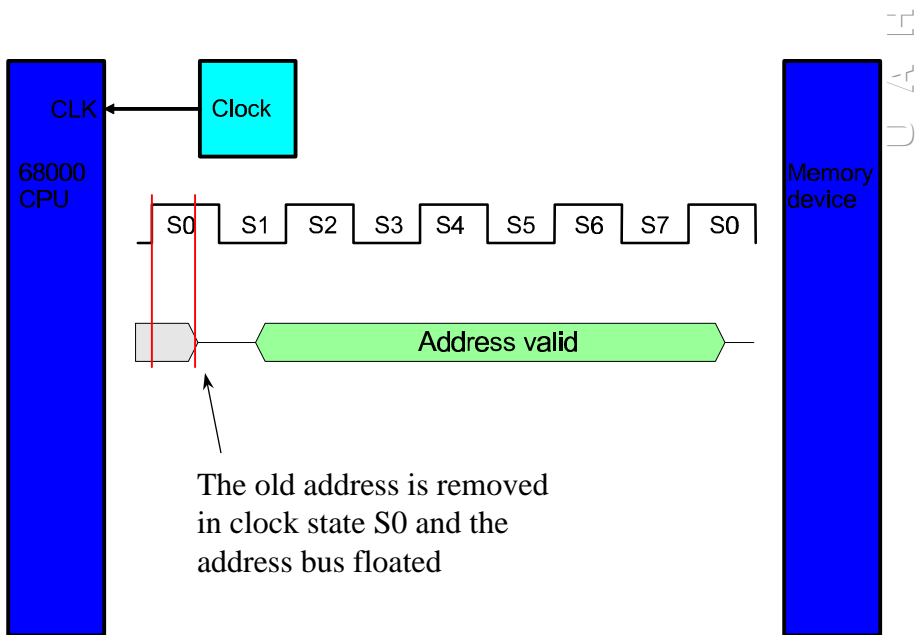 U A H
CLK
Clock
68000
CPU
Memory
device
S0 S1 S2 S3 S4 S5 S6 S7 S0
Address valid
The old address is removed
in clock state S0 and the
address bus floated